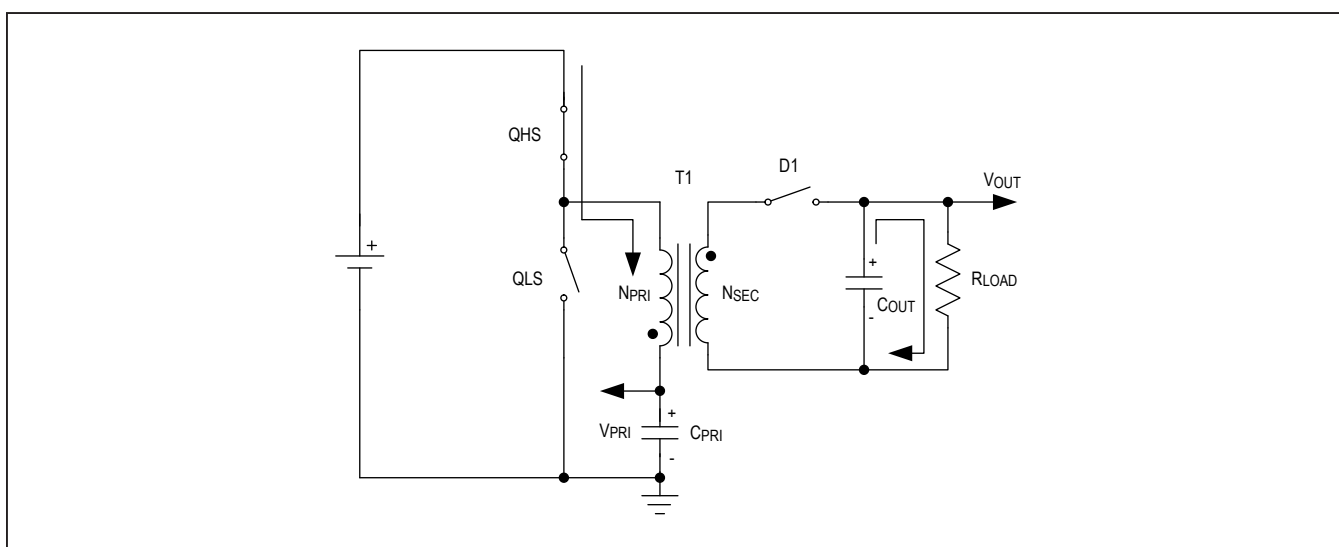 QHS
D1
T1
VOUT
+
QLS
NPRI
NSEC
+
COUT
-
RLOAD
VPRI
+
CPRI
-